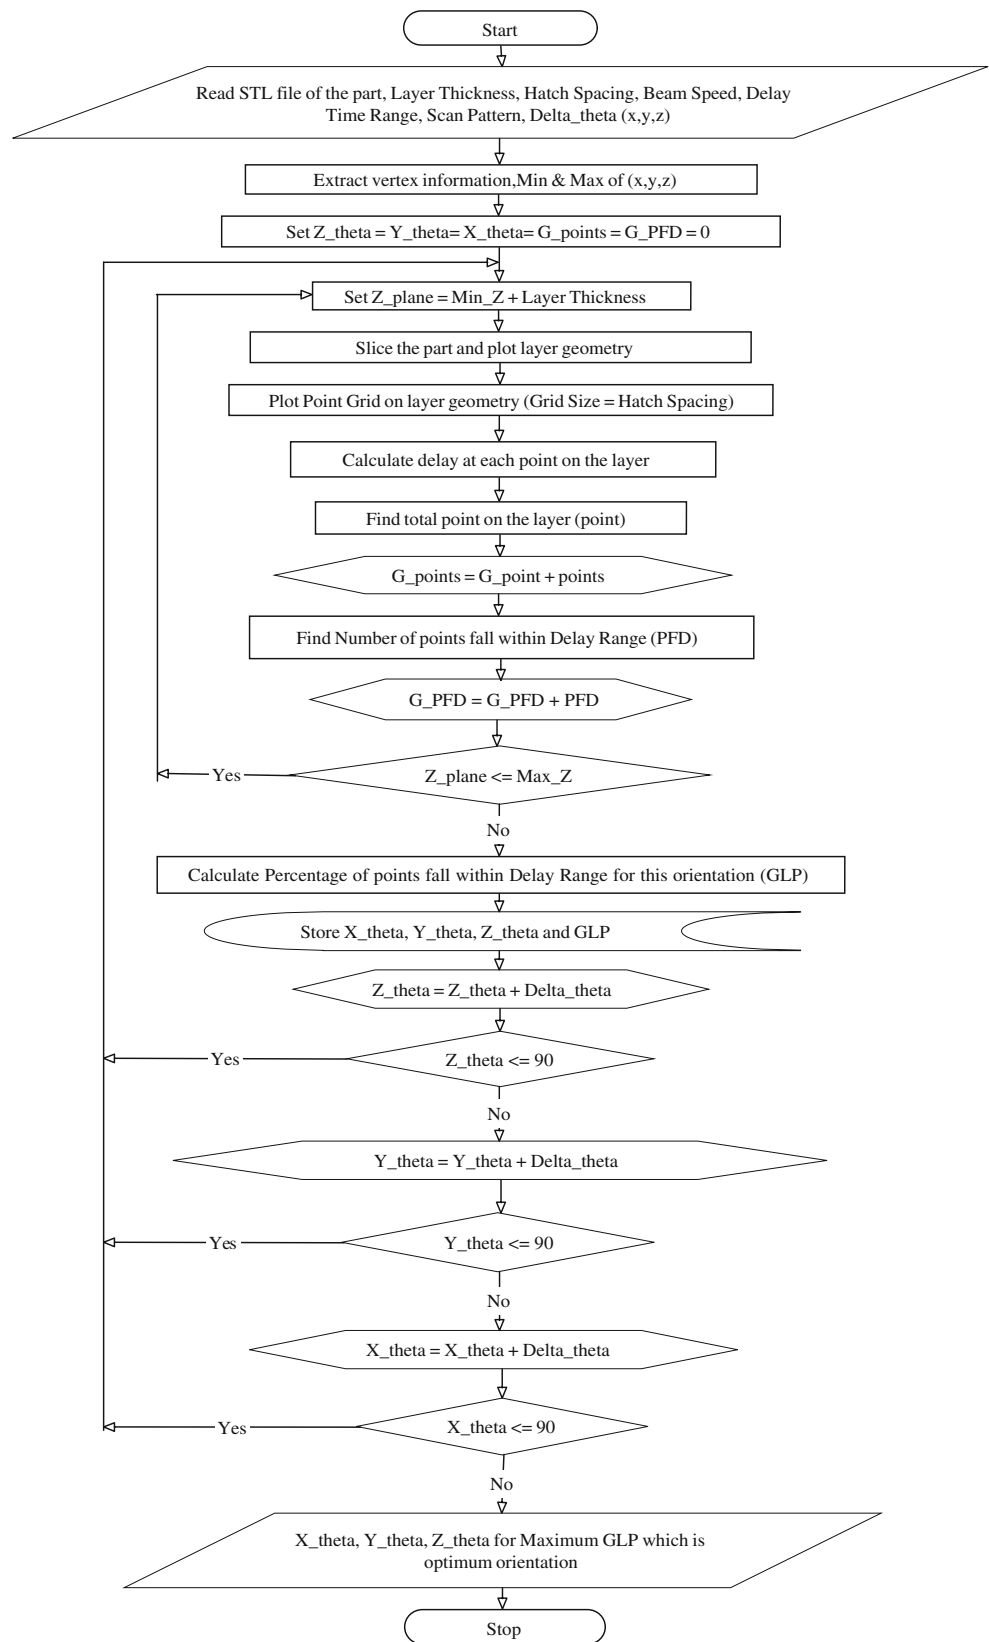 Start
Read STL file of the part, Layer Thickness, Hatch Spacing, Beam Speed, Delay
Time Range, Scan Pattern, Delta_theta (x,y,z)
Extract vertex information,Min & Max of (x,y,z)
Set Z_theta = Y_theta= X_theta= G_points = G_PFD = 0
Set Z_plane = Min_Z + Layer Thickness
Slice the part and plot layer geometry
Plot Point Grid on layer geometry (Grid Size = Hatch Spacing)
Calculate delay at each point on the layer
Find total point on the layer (point)
G_points = G_point + points
Find Number of points fall within Delay Range (PFD)
G_PFD = G_PFD + PFD
Yes
Z_plane <= Max_Z
No
Calculate Percentage of points fall within Delay Range for this orientation (GLP)
Store X_theta, Y_theta, Z_theta and GLP
Z_theta = Z_theta + Delta_theta
Yes
Z_theta <= 90
No
Y_theta = Y_theta + Delta_theta
Yes
Y_theta <= 90
No
X_theta = X_theta + Delta_theta
Yes
X_theta <= 90
No
X_theta, Y_theta, Z_theta for Maximum GLP which is
optimum orientation
Stop